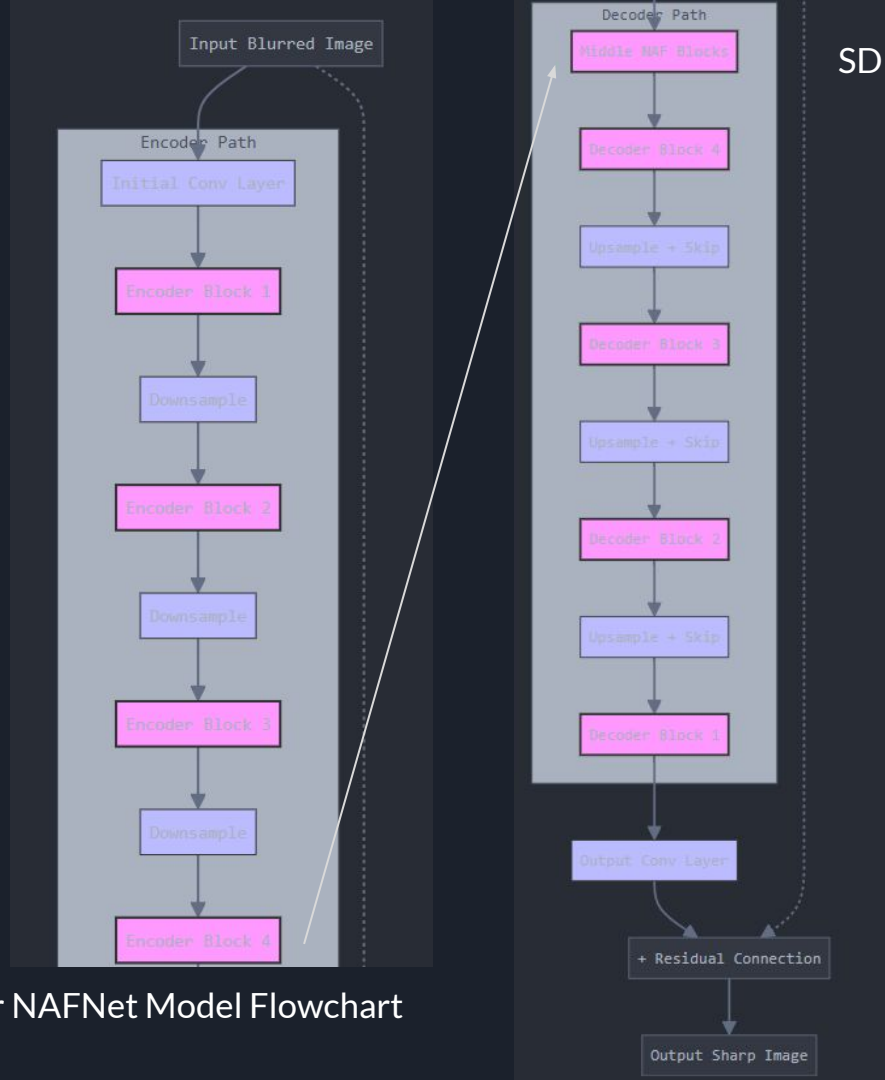 Input Blurred Image
Encoder Path
Initial Conv Layer
Encoder Block 1
Downsample
Encoder Block 2
Downsample
Encoder Block 3
Downsample
Encoder Block 4
NAFNet Model Flowchart
Decoder Path
Middle NAF Blocks
Decoder Block 4
Upsample + Skip
Decoder Block 3
Upsample + Skip
Decoder Block 2
Upsample + Skip
Decoder Block 1
Output Conv Layer
+ Residual Connection
Output Sharp Image
SD